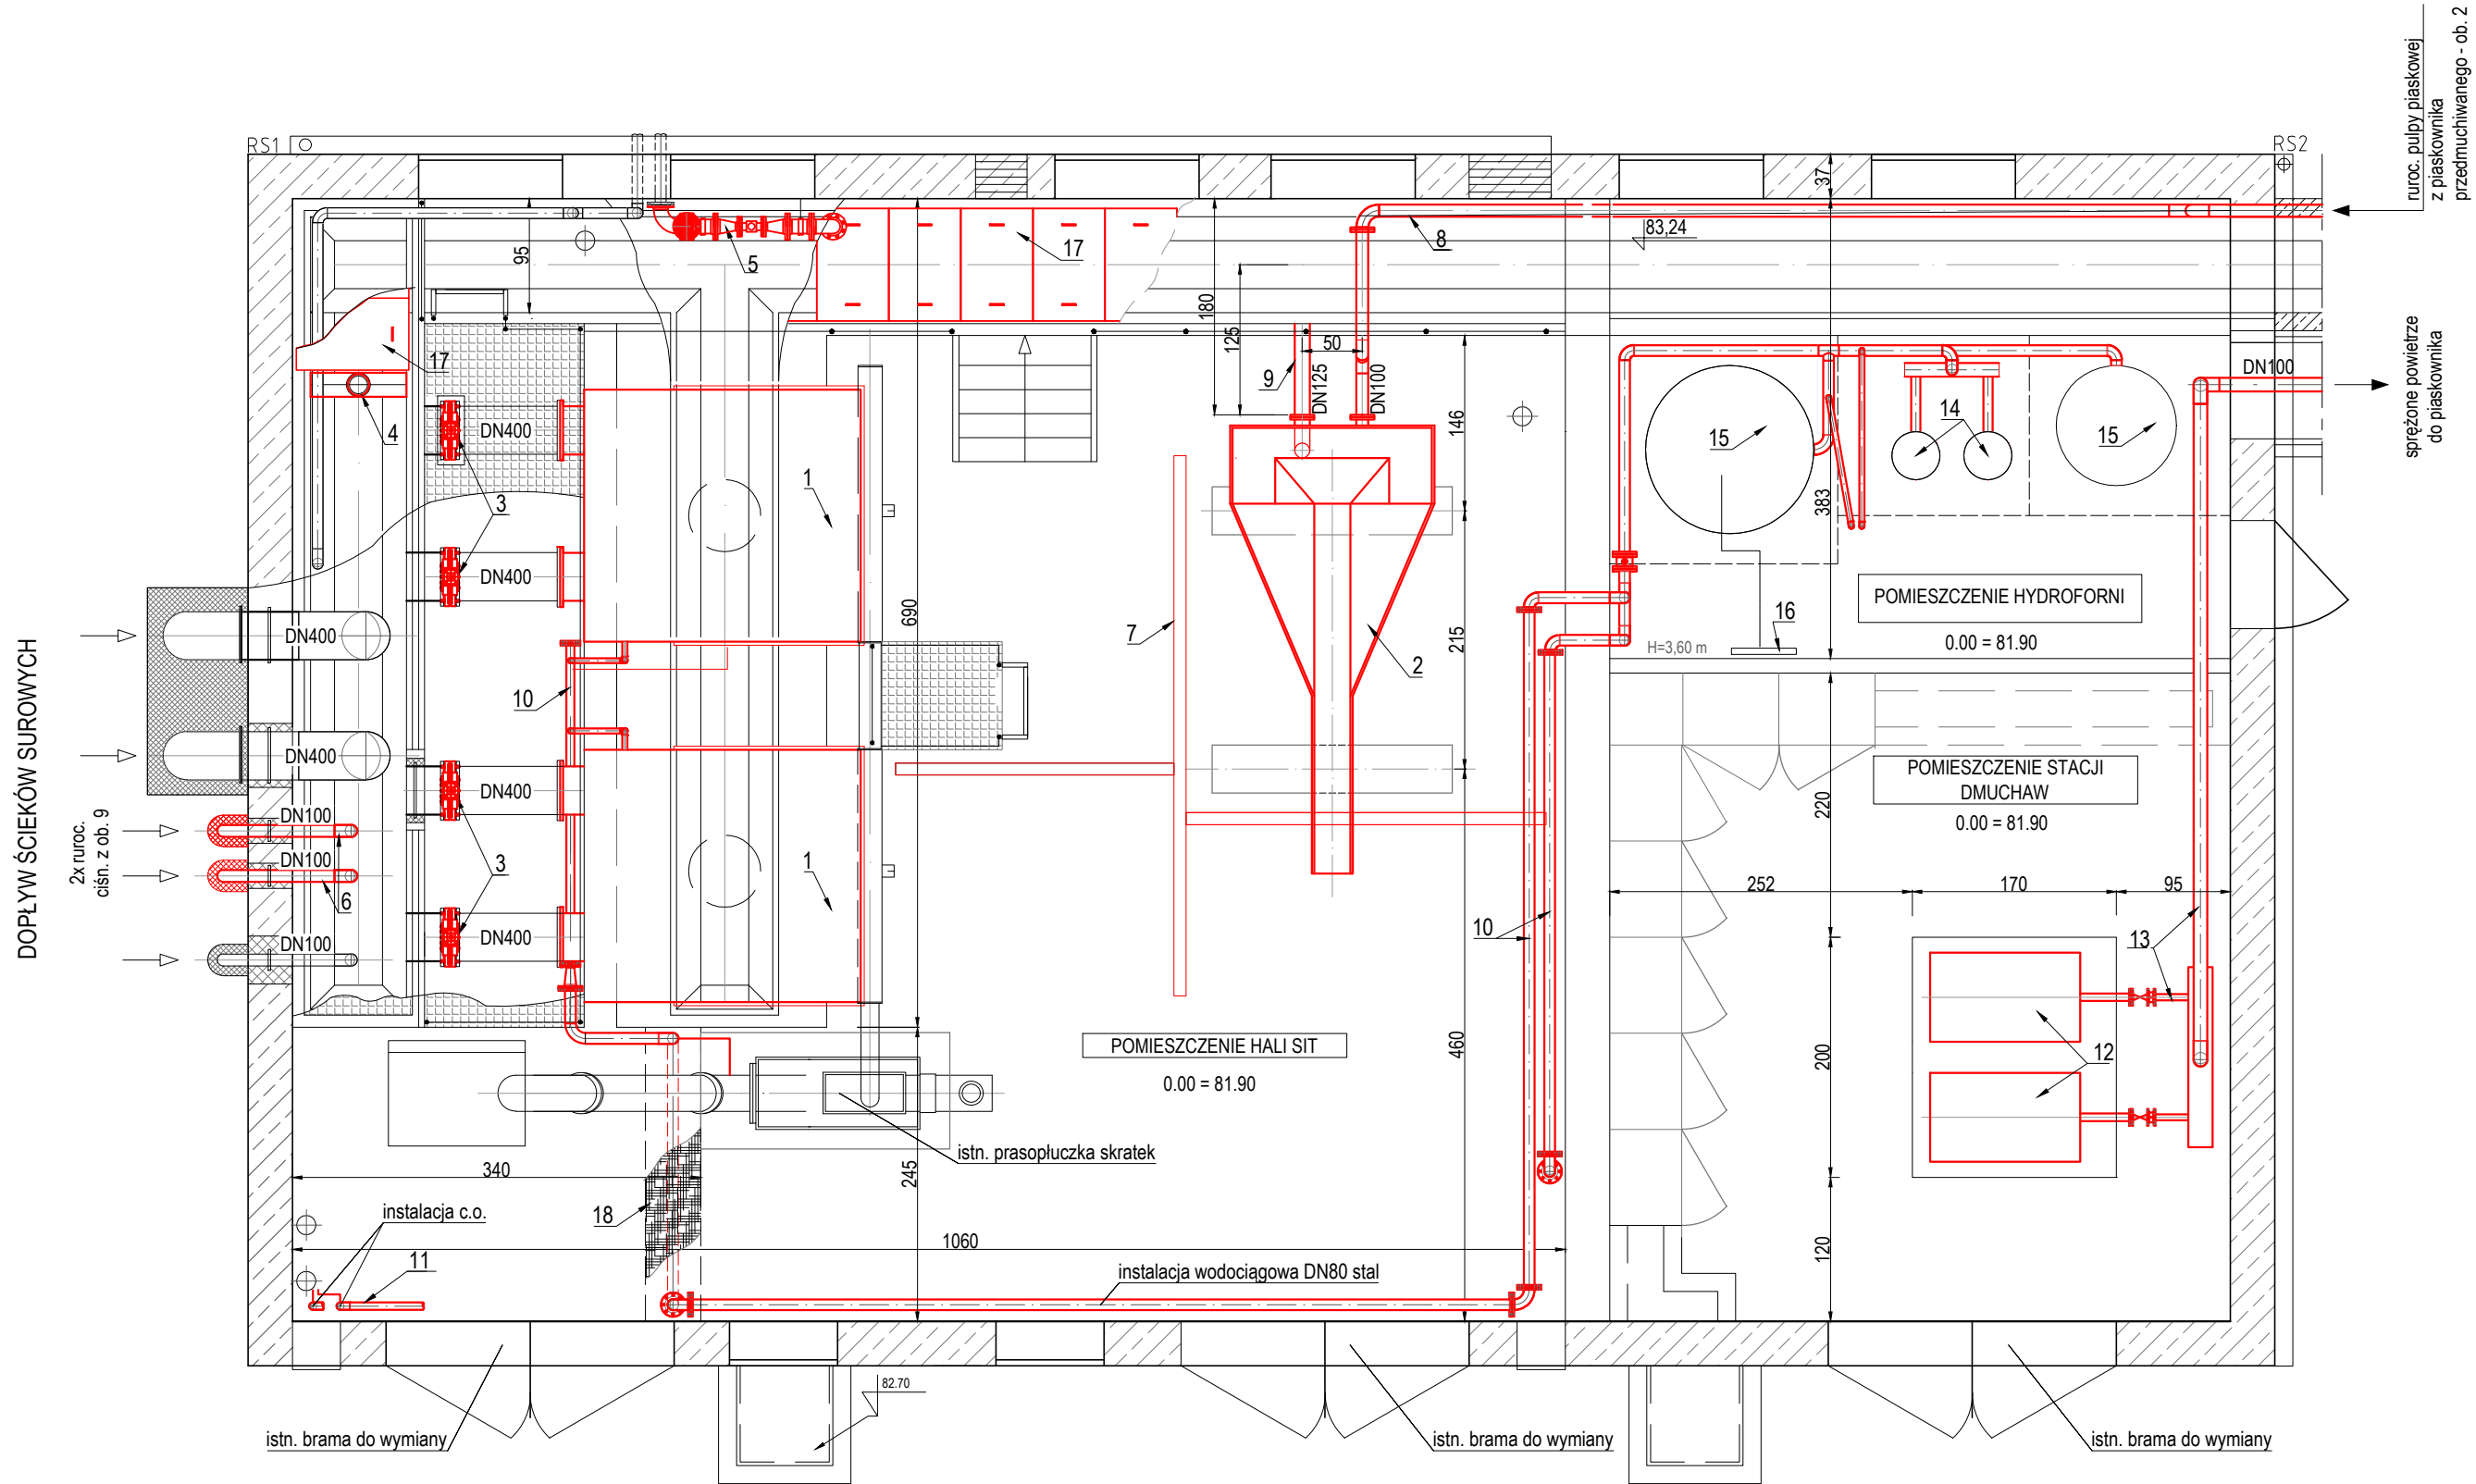 ruroc. pulpy piaskowej
z piaskownika
przedmuchiwanego - ob. 2
RS1
RS2
37
83,24
8
17
5
95
180
125
50
9
DN125
DN100
17
4
DN400
3
DN400
1
146
15
14
15
383
DN100
sprężone powietrze
do piaskownika
POMIESZCZENIE HYDROFORNI
0.00 = 81.90
16
H=3,60 m
DOPŁYW ŚCIEKÓW SUROWYCH
DN400
DN400
690
7
215
2
10
2x ruroc.
ciśn. z ob. 9
DN100
DN100
6
DN100
DN400
3
DN400
1
POMIESZCZENIE STACJI
DMUCHAW
0.00 = 81.90
220
252
170
95
10
13
12
200
460
POMIESZCZENIE HALI SIT
0.00 = 81.90
istn. prasopłuczka skratek
340
245
18
instalacja c.o.
11
1060
120
instalacja wodociągowa DN80 stal
82.70
istn. brama do wymiany
istn. brama do wymiany
istn. brama do wymiany